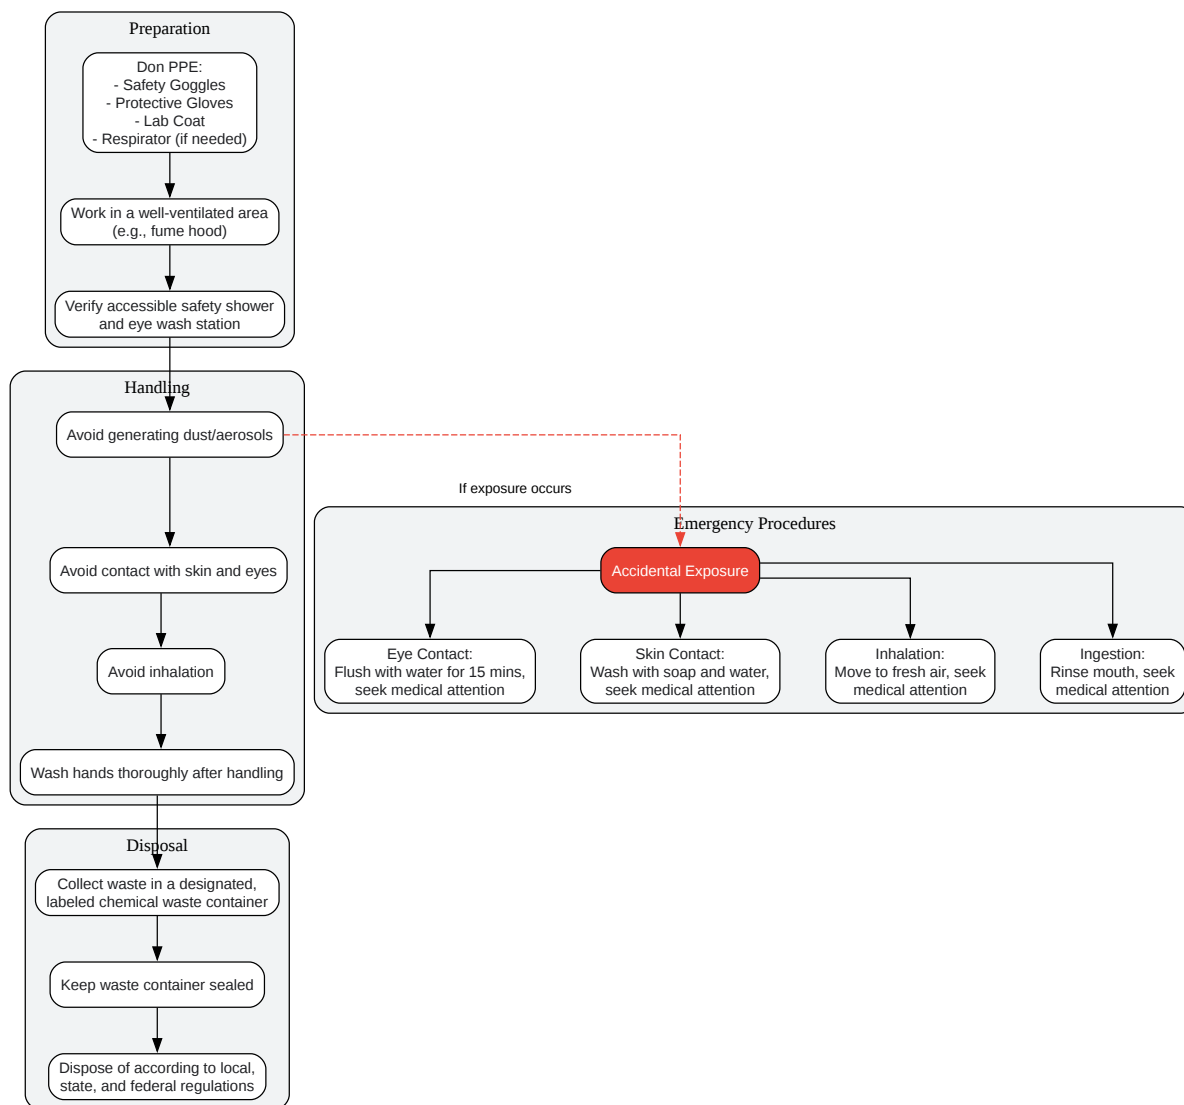 Preparation
Don PPE:
- Safety Goggles
- Protective Gloves
- Lab Coat
- Respirator (if needed)
Work in a well-ventilated area
(e.g., fume hood)
Verify accessible safety shower
and eye wash station
Handling
Avoid generating dust/aerosols
If exposure occurs
Avoid contact with skin and eyes
Avoid inhalation
Wash hands thoroughly after handling
Emergency Procedures
Accidental Exposure
Eye Contact:
Flush with water for 15 mins,
seek medical attention
Skin Contact:
Wash with soap and water,
seek medical attention
Inhalation:
Move to fresh air, seek
medical attention
Ingestion:
Rinse mouth, seek
medical attention
Disposal
Collect waste in a designated,
labeled chemical waste container
Keep waste container sealed
Dispose of according to local,
state, and federal regulations